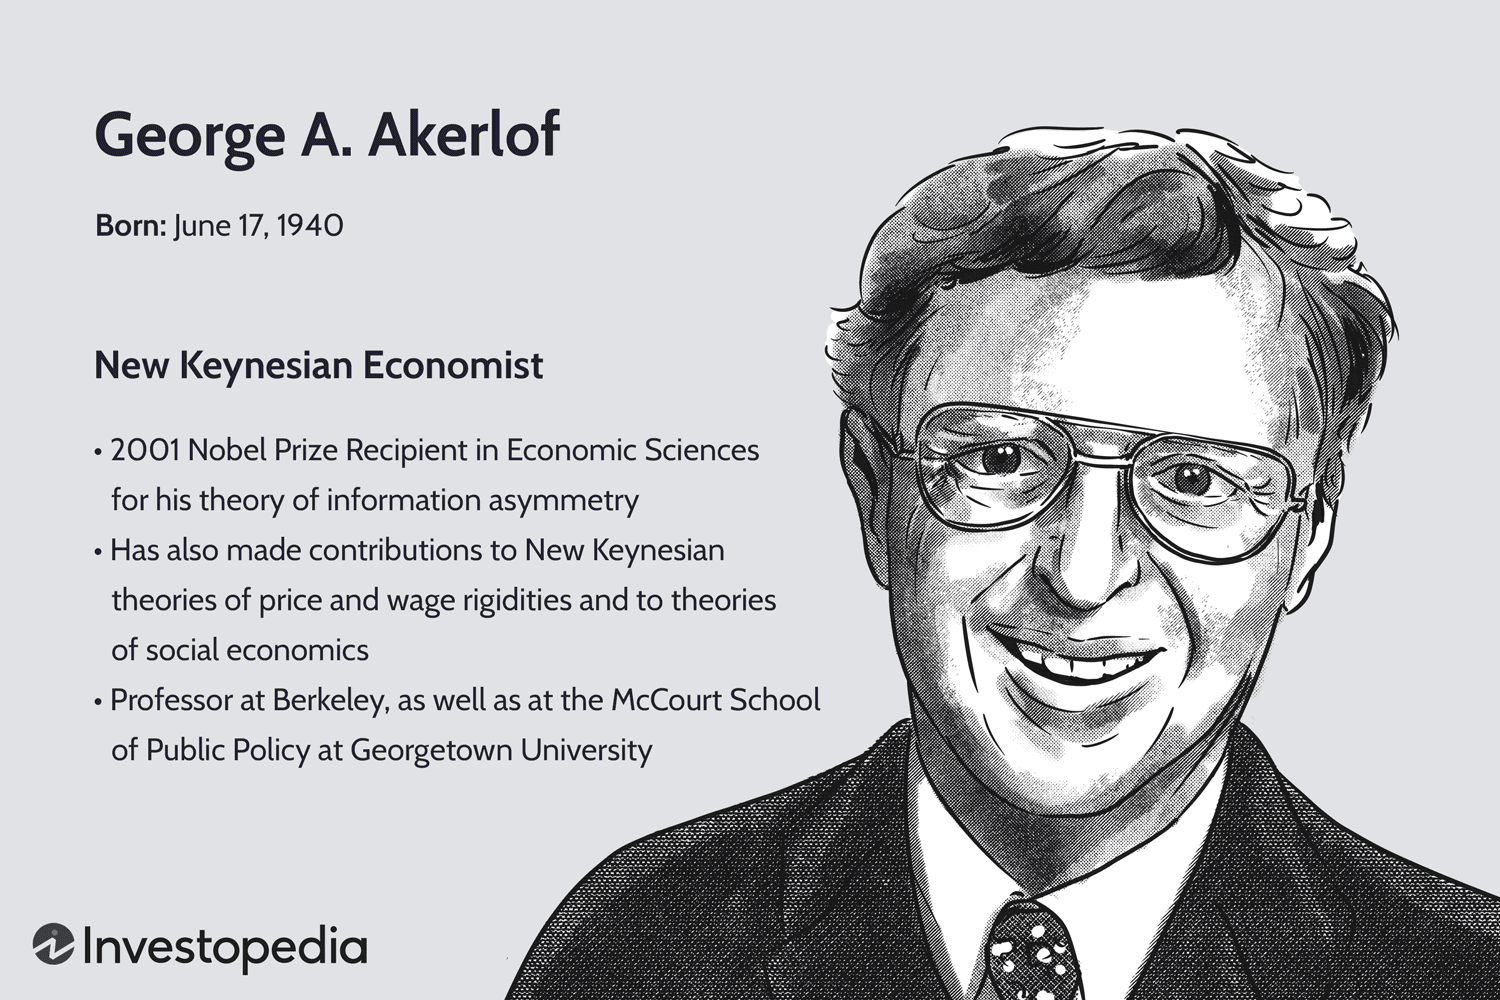 George A. Akerlof
Born: June 17, 1940
New Keynesian Economist
• 2001 Nobel Prize Recipient in Economic Sciences
for his theory of information asymmetry
• Has also made contributions to New Keynesian
theories of price and wage rigidities and to theories
of social economics
• Professor at Berkeley, as well as at the McCourt School
of Public Policy at Georgetown University
Investopedia